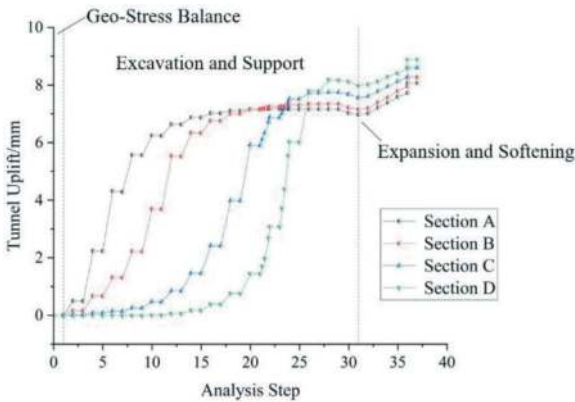 Geo-Stress Balance
Excavation and Support
Expansion and Softening
Tunnel Uplift/mm
10
8
6
4
2
0
Section A
Section B
Section C
Section D
0 5 10 15 20 25 30 35 40
Analysis Step